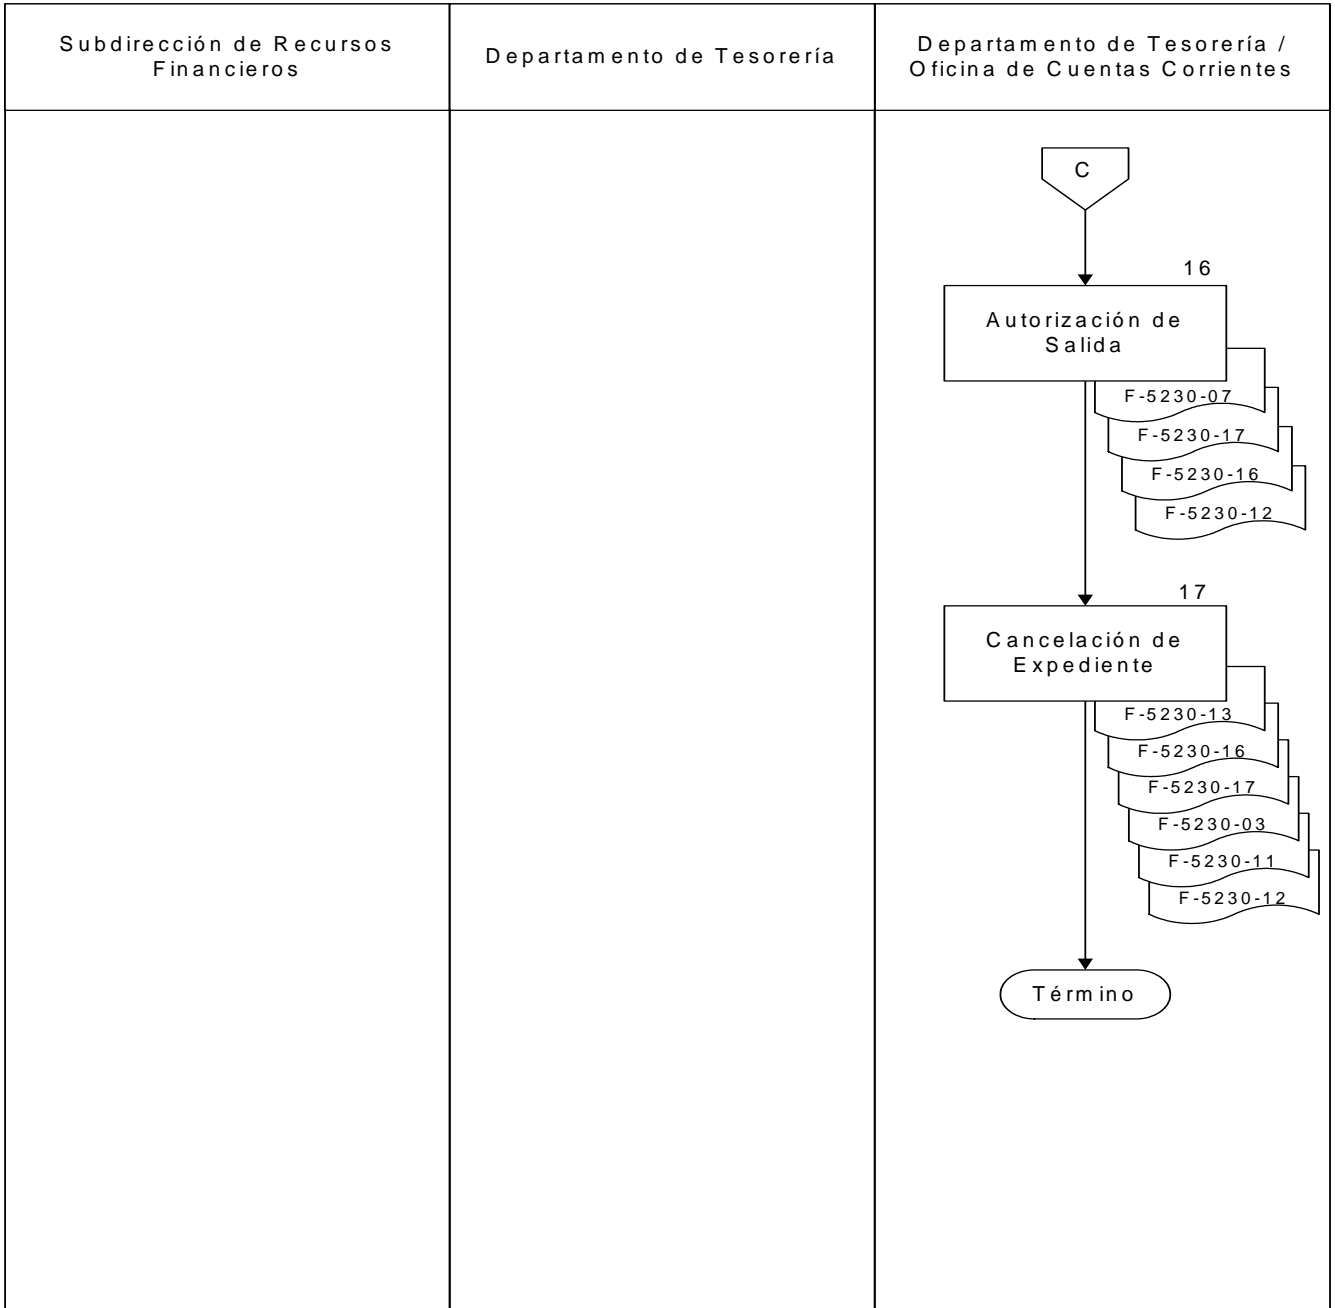 Subdirección de Recursos
Financieros
Departamento de Tesorería
Departamento de Tesorería /
Oficina de Cuentas Corrientes
C
16
Autorización de
Salida
F-5230-07
F-5230-17
F-5230-16
F-5230-12
17
Cancelación de
Expediente
F-5230-13
F-5230-16
F-5230-17
F-5230-03
F-5230-11
F-5230-12
Término